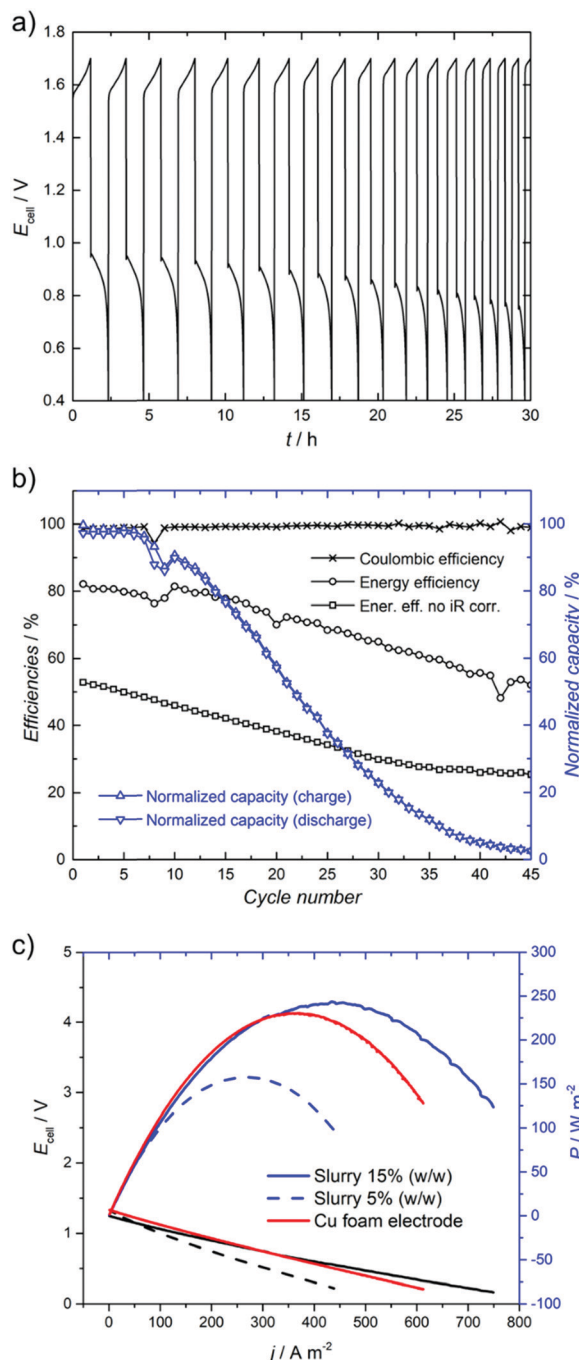 a)
1.8
1.6
1.4
1.2
1.0
0.8
0.6
0.4
E cell / V
0 5 10 15 20 25 30
t / h
b)
100
80
60
40
20
0
Efficiencies / %
Coulombic efficiency
Energy efficiency
Ener. eff. no iR corr.
Normalized capacity (charge)
Normalized capacity (discharge)
100
80
60
40
20
0
Normalized capacity / %
0 5 10 15 20 25 30 35 40 45
Cycle number
c)
5
4
3
2
1
0
E cell / V
Slurry 15% (w/w)
Slurry 5% (w/w)
Cu foam electrode
300
250
200
150
100
50
0
-50
-100
P / W m-2
0 100 200 300 400 500 600 700 800
j / A m-2